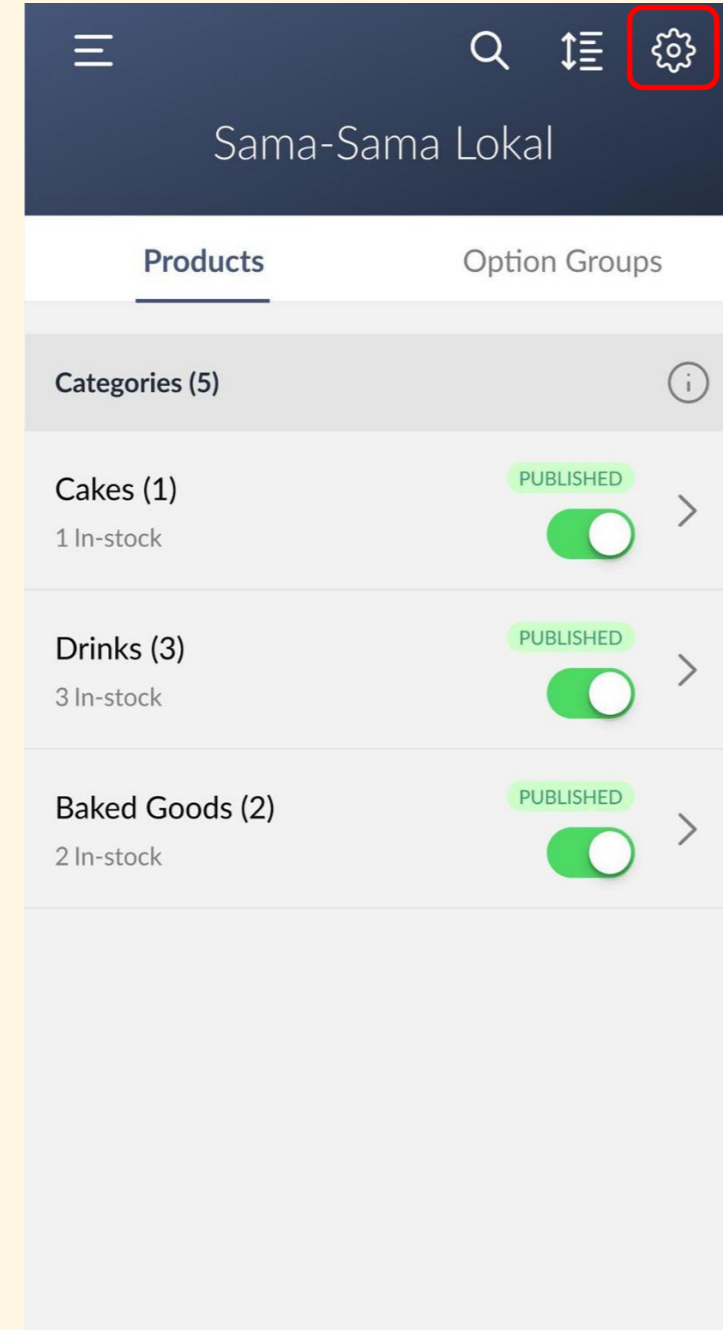 Sama-Sama Lokal
Products Option Groups
Categories (5)
Cakes (1)
PUBLISHED
1 In-stock
Drinks (3)
PUBLISHED
3 In-stock
Baked Goods (2)
PUBLISHED
2 In-stock